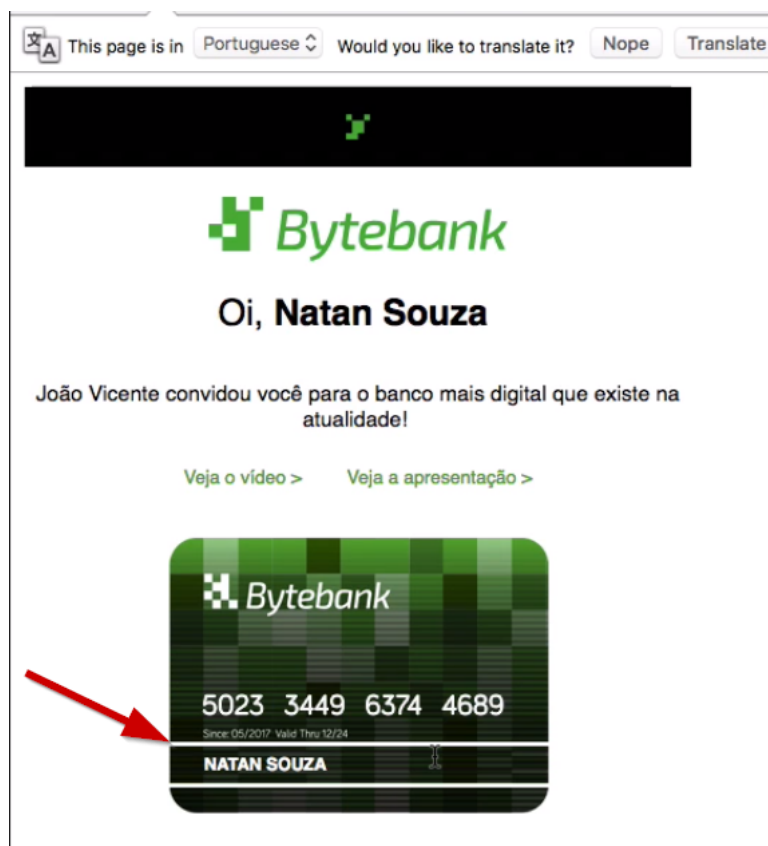 This page is in Portuguese Would you like to translate it? Nope Translate
Bytebank
Oi, Natan Souza
João Vicente convidou você para o banco mais digital que existe na
atualidade!
Veja o vídeo > Veja a apresentação >
Bytebank
5023 3449 6374 4689
Since: 05/2017 Valid Thru 12/24
NATAN SOUZA